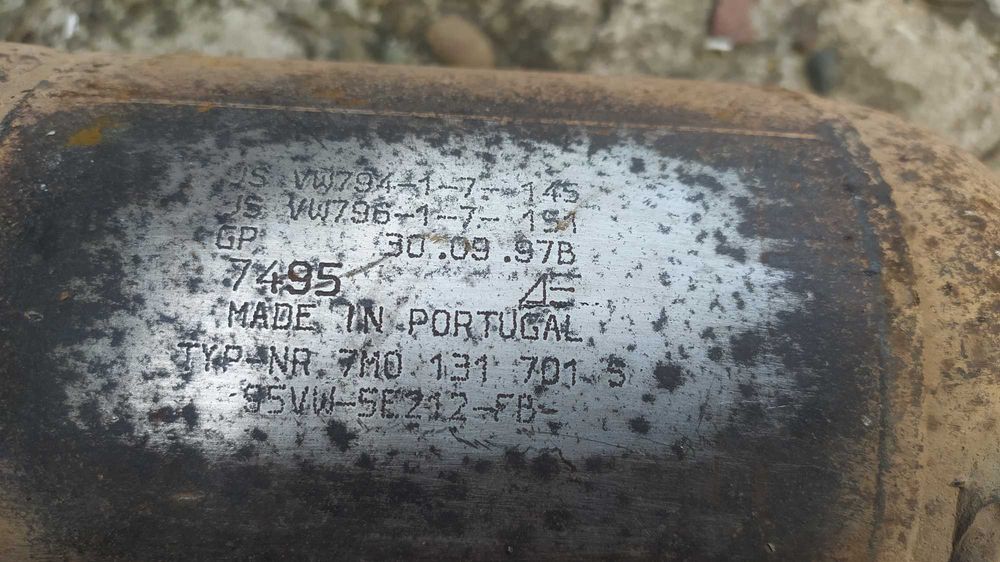 JS VW794-1-7- 145
JS VW796-1-7- 151
GP 30.09.97B
7495
MADE IN PORTUGAL
TYP-NR 7M0 131 701 S
95VW-5E212-FB-